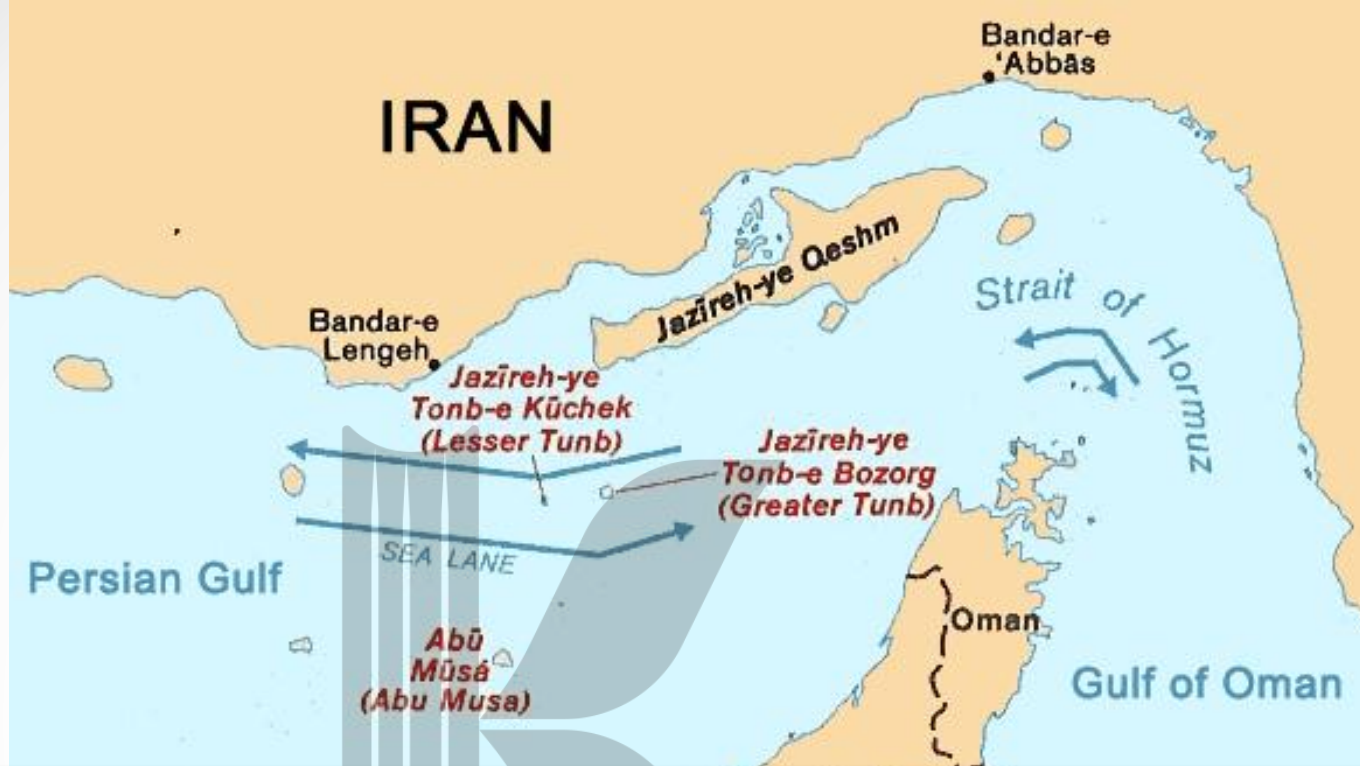 Bandar-e
'Abbās
IRAN
Jazīreh-ye Qeshm
Strait of Hormuz
Bandar-e
Lengeh
Jazīreh-ye
Tonb-e Kūchek
(Lesser Tunb)
Jazīreh-ye
Tonb-e Bozorg
(Greater Tunb)
SEA LANE
Persian Gulf
Oman
Abū
Mūsá
(Abu Musa)
Gulf of Oman